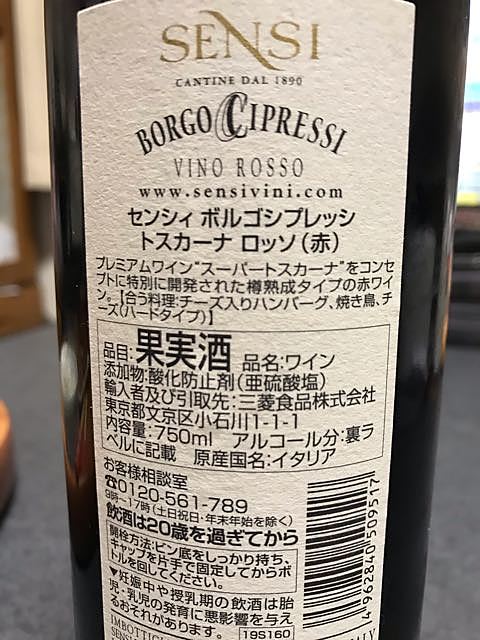 SENSI
CANTINE DAL 1890
BORGO CIPRESSI
VINO ROSSO
www.sensivini.com
センシィ ボルゴシプレッシ
トスカーナ ロッソ（赤）
プレミアムワイン“スーパートスカーナ”をコンセ
プトに特別に開発された樽熟成タイプの赤ワイ
ン。【合う料理:チーズ入りハンバーグ、焼き鳥、チ
ーズ（ハードタイプ）】
品目:果実酒 品名:ワイン
添加物:酸化防止剤（亜硫酸塩）
輸入者及び引取先:三菱食品株式会社
東京都文京区小石川1-1-1
内容量:750ml アルコール分:裏ラ
ベルに記載 原産国名:イタリア
お客様相談室
☎0120-561-789
9時〜17時（土日祝日・年末年始を除く）
飲酒は20歳を過ぎてから
開栓方法:ビン底をしっかり持ち、
キャップを片手で固定してからボ
トルを回してください。
▼妊娠中や授乳期の飲酒は胎
児・乳児の発育に悪影響を与え
るおそれがあります。 19S160
4 962840 509517